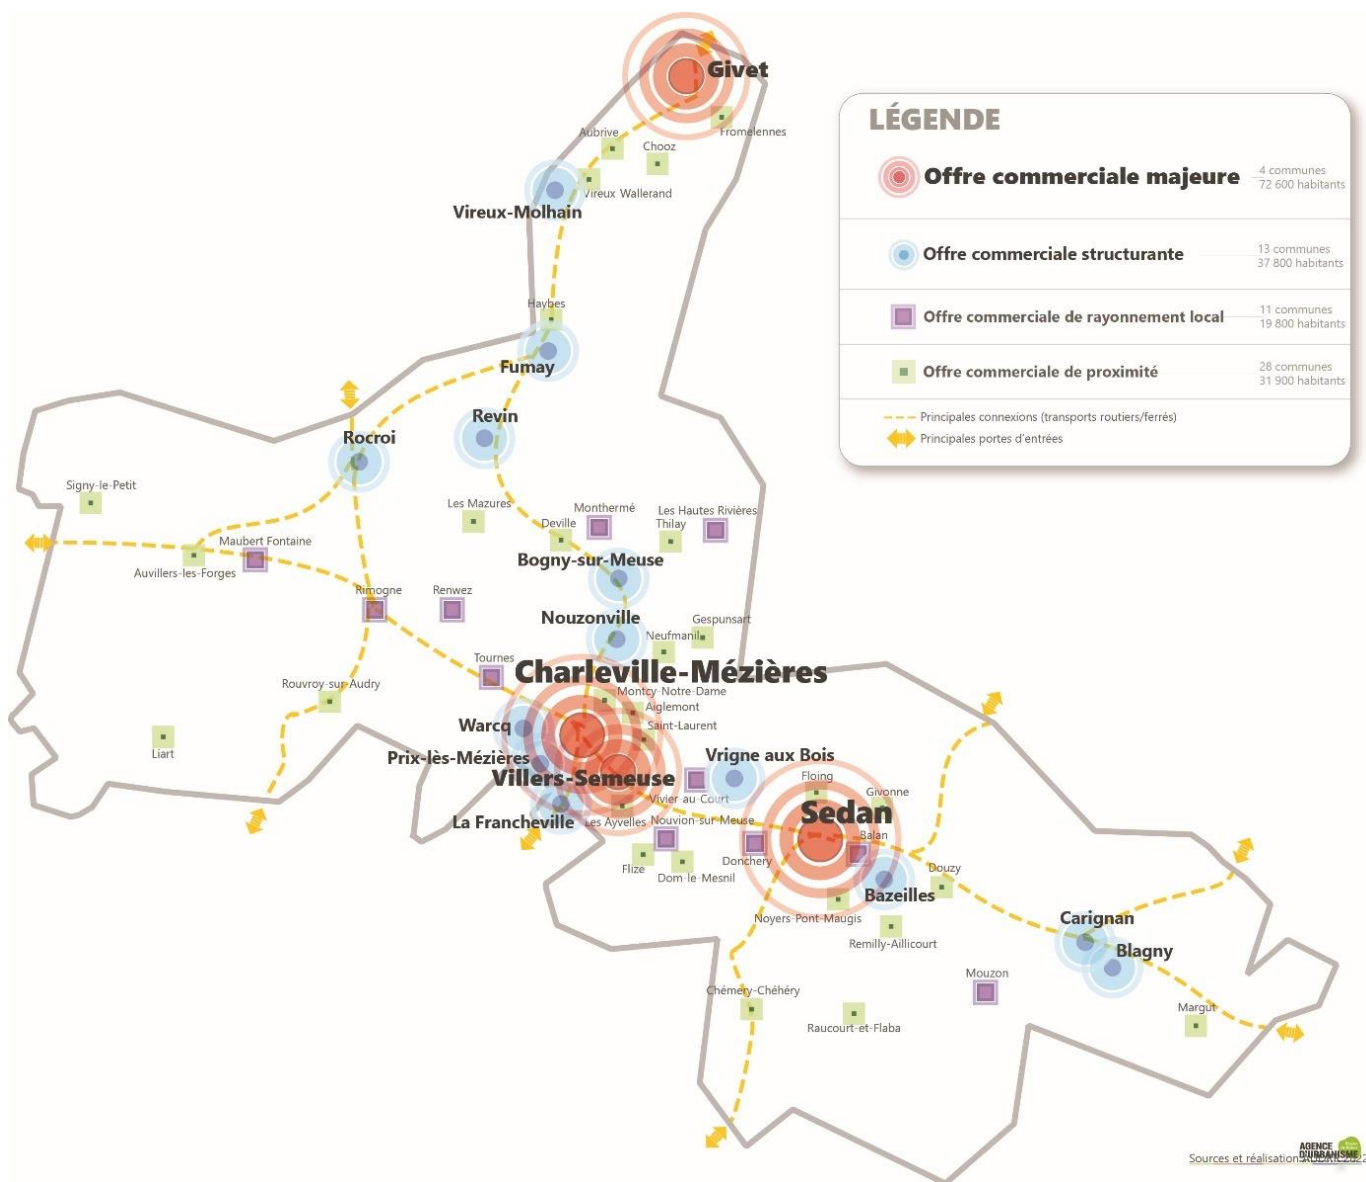 Givet
Fromelennes
Aubrive
Chooz
Vireux Wallerand
Vireux-Molhain
Haybes
Fumay
Revin
Rocroi
Signy-le-Petit
Les Mazures
Deville
Monthermé
Les Hautes Rivières
Thilay
Maubert Fontaine
Auvillers-les-Forges
Bogny-sur-Meuse
Rimogne
Renwez
Nouzonville
Gespunsart
Neufmanil
Tournes
Charleville-Mézières
Rouvroy-sur-Audry
Montcy-Notre-Dame
Aiglemont
Saint-Laurent
Warcq
Liart
Prix-lès-Mézières
Vrigne aux Bois
Villers-Semeuse
Floing
Givonne
Vivier-au-Court
Sedan
La Francheville
Les Ayvelles
Nouvion-sur-Meuse
Balan
Flize
Dom-le-Mesnil
Donchery
Douzy
Bazeilles
Noyers-Pont-Maugis
Remilly-Aillicourt
Carignan
Blagny
Mouzon
Chémery-Chéhéry
Raucourt-et-Flaba
Margut
LÉGENDE
Offre commerciale majeure
4 communes
72 600 habitants
Offre commerciale structurante
13 communes
37 800 habitants
Offre commerciale de rayonnement local
11 communes
19 800 habitants
Offre commerciale de proximité
28 communes
31 900 habitants
Principales connexions (transports routiers/ferrés)
Principales portes d'entrées
AGENCE
D'URBANISME
Sources et réalisation 2022